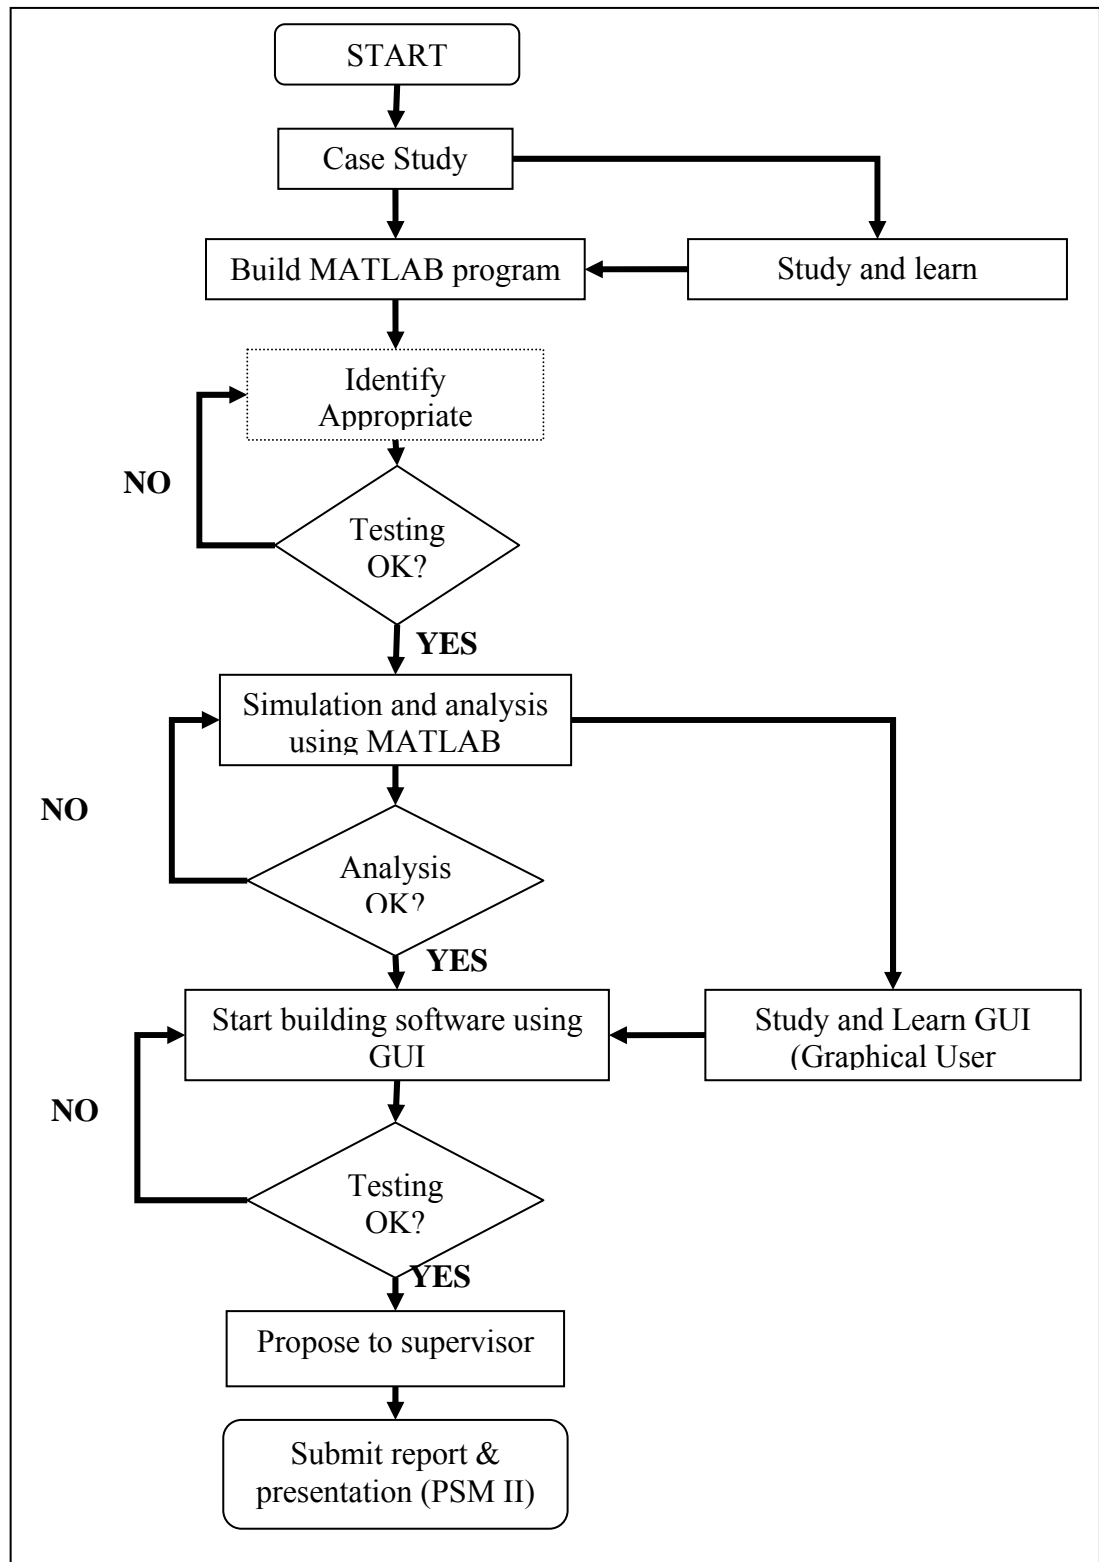 START
Case Study
Build MATLAB program
Study and learn
Identify
Appropriate
NO
Testing
OK?
YES
Simulation and analysis
using MATLAB
NO
Analysis
OK?
YES
Start building software using
GUI
Study and Learn GUI
(Graphical User
NO
Testing
OK?
YES
Propose to supervisor
Submit report &
presentation (PSM II)